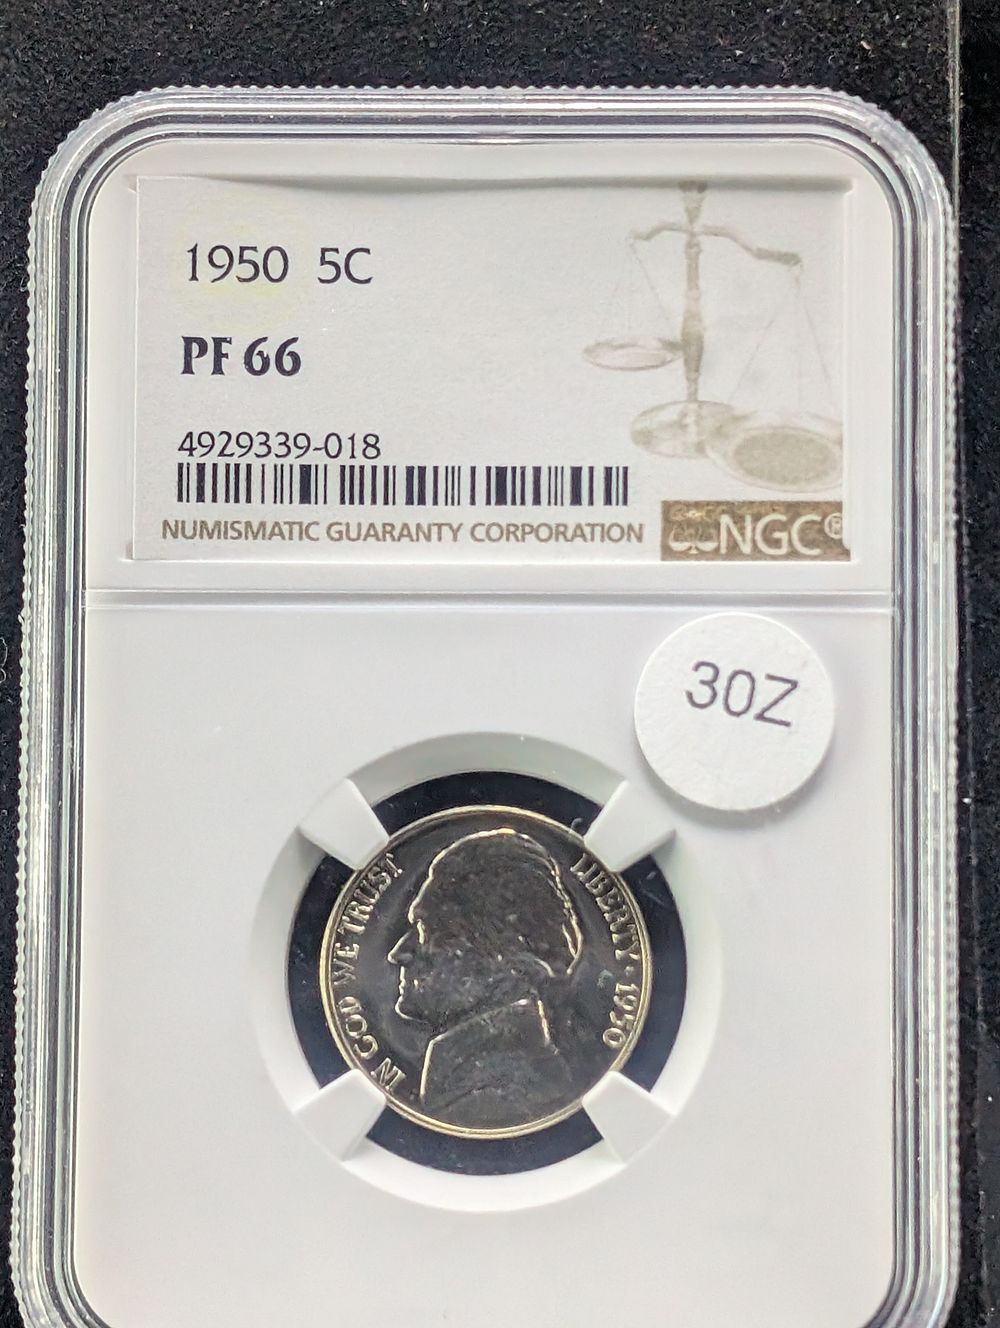 1950 5C
PF 66
4929339-018
NUMISMATIC GUARANTY CORPORATION
NGC®
30Z
IN GOD WE TRUST
LIBERTY · 1950